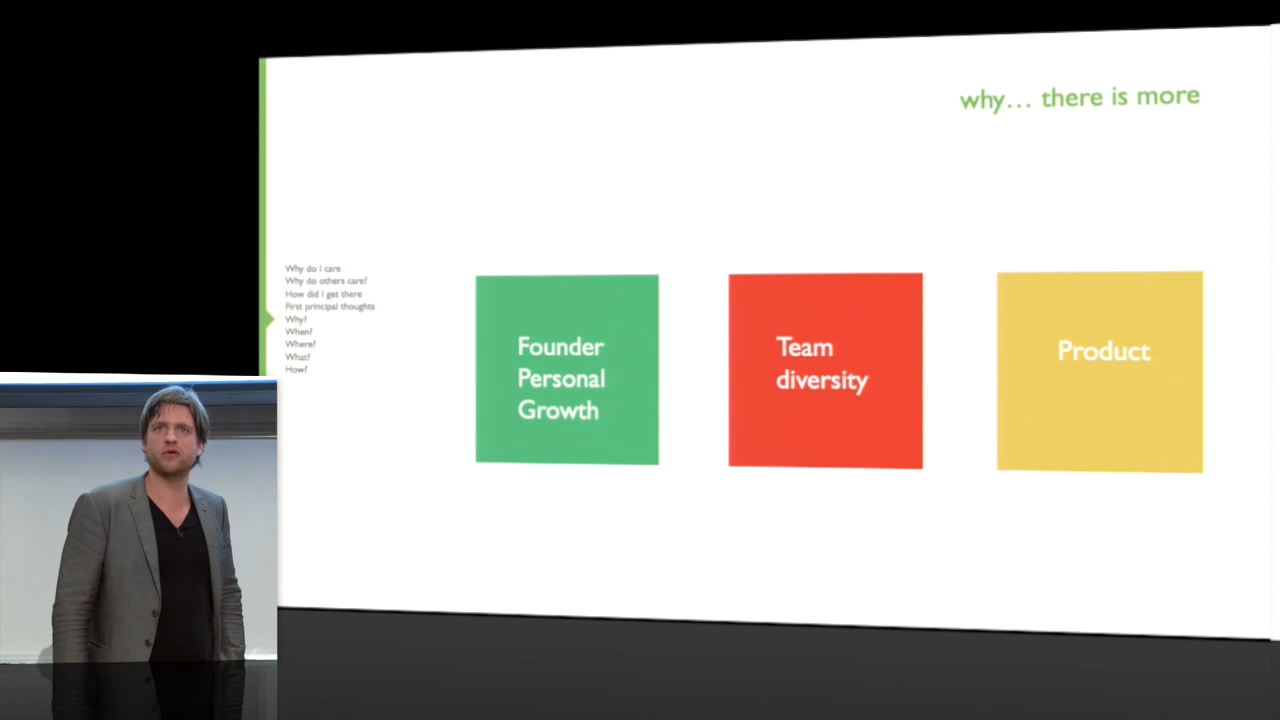 why... there is more
Why do I care
Why do others care?
How did I get there
First principal thoughts
Why?
When?
Where?
What?
How?
Founder
Personal
Growth
Team
diversity
Product